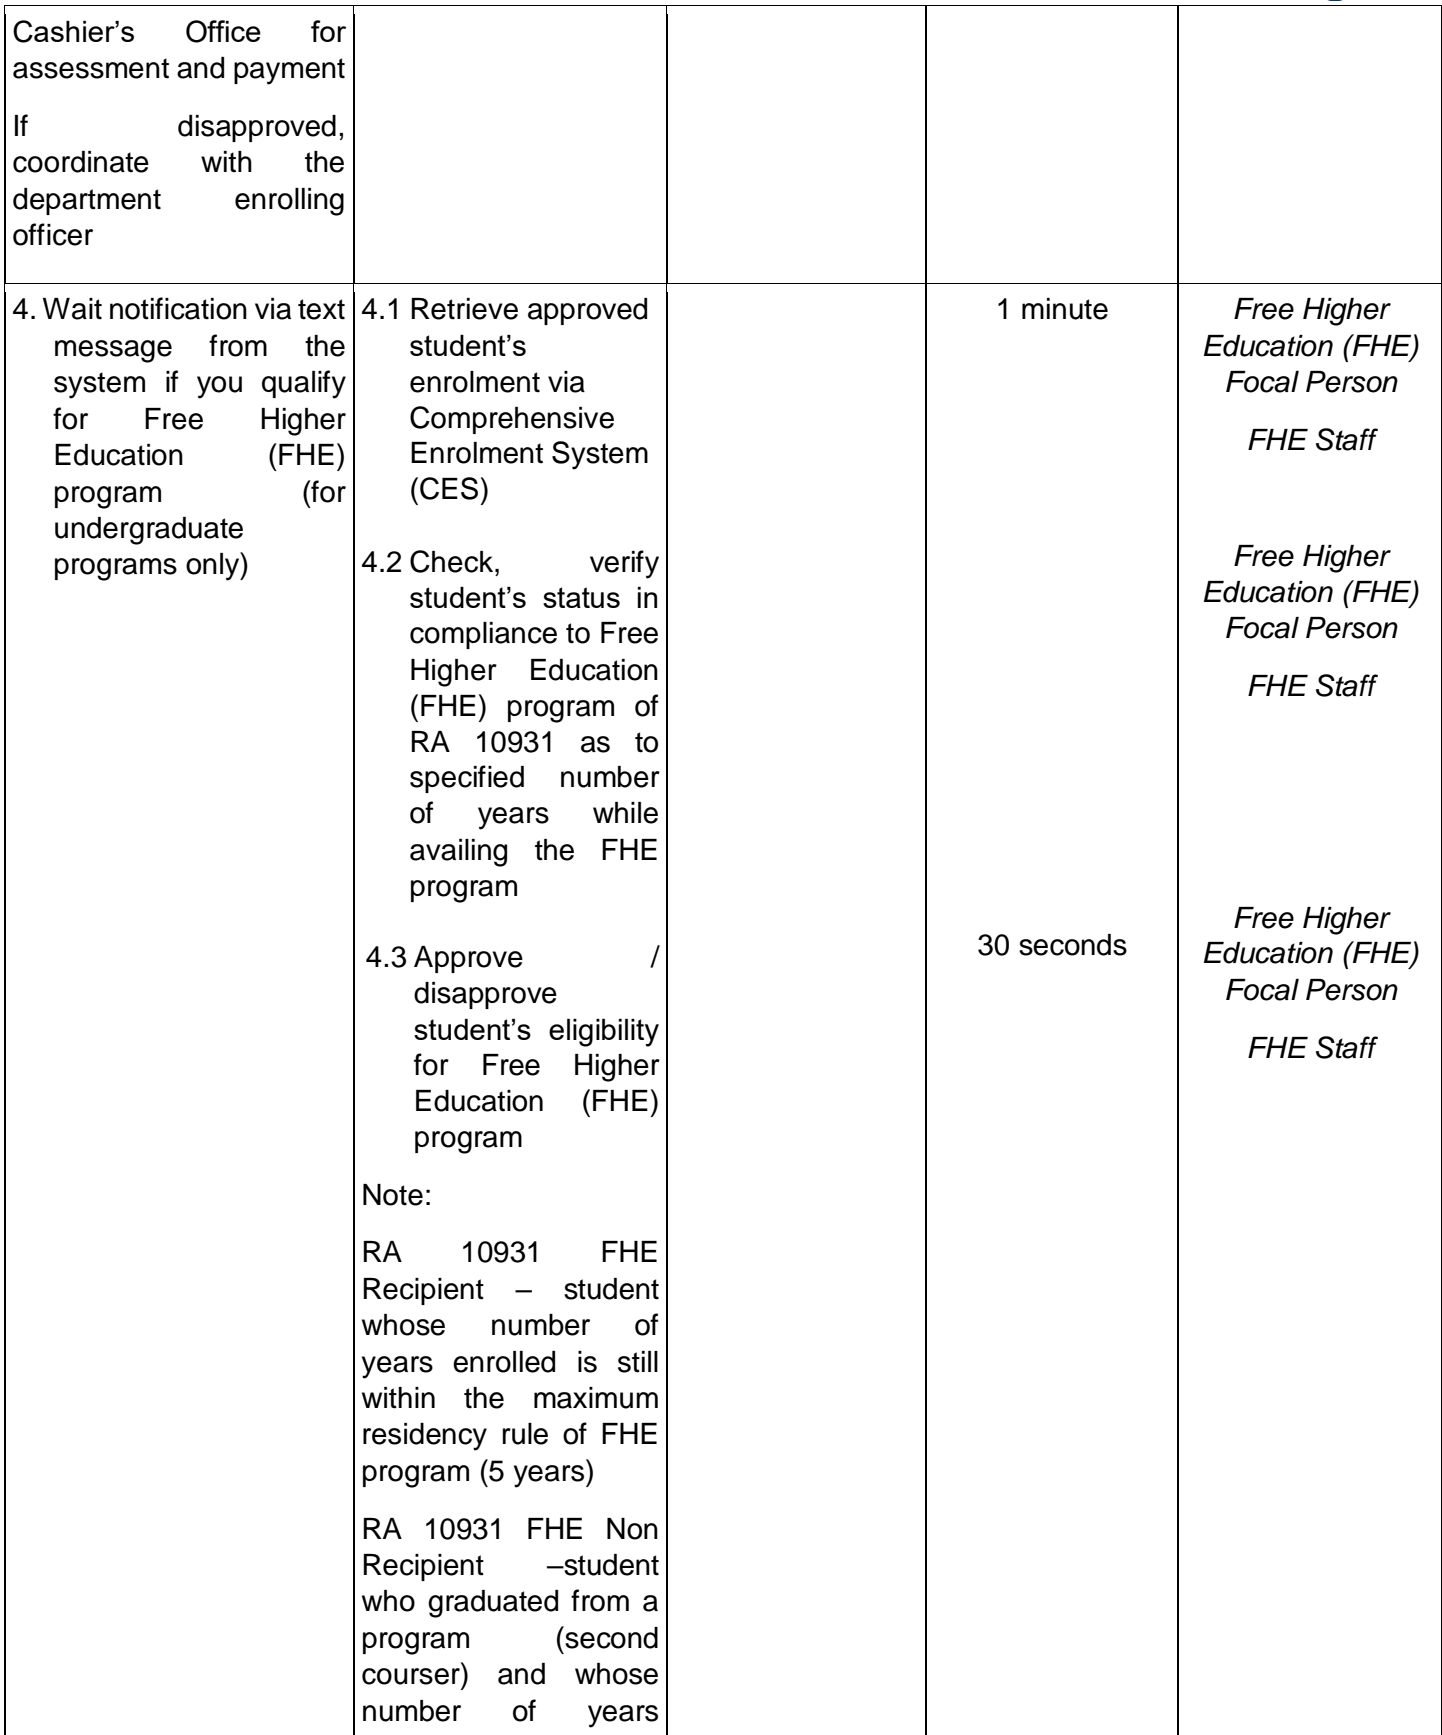 Cashier’s Office for
assessment and payment
If disapproved,
coordinate with the
department enrolling
officer
4. Wait notification via text
message from the
system if you qualify
for Free Higher
Education (FHE)
program (for
undergraduate
programs only)
4.1 Retrieve approved
student’s
enrolment via
Comprehensive
Enrolment System
(CES)
4.2 Check, verify
student’s status in
compliance to Free
Higher Education
(FHE) program of
RA 10931 as to
specified number
of years while
availing the FHE
program
4.3 Approve /
disapprove
student’s eligibility
for Free Higher
Education (FHE)
program
Note:
RA 10931 FHE
Recipient – student
whose number of
years enrolled is still
within the maximum
residency rule of FHE
program (5 years)
RA 10931 FHE Non
Recipient –student
who graduated from a
program (second
courser) and whose
number of years
1 minute
30 seconds
Free Higher
Education (FHE)
Focal Person
FHE Staff
Free Higher
Education (FHE)
Focal Person
FHE Staff
Free Higher
Education (FHE)
Focal Person
FHE Staff